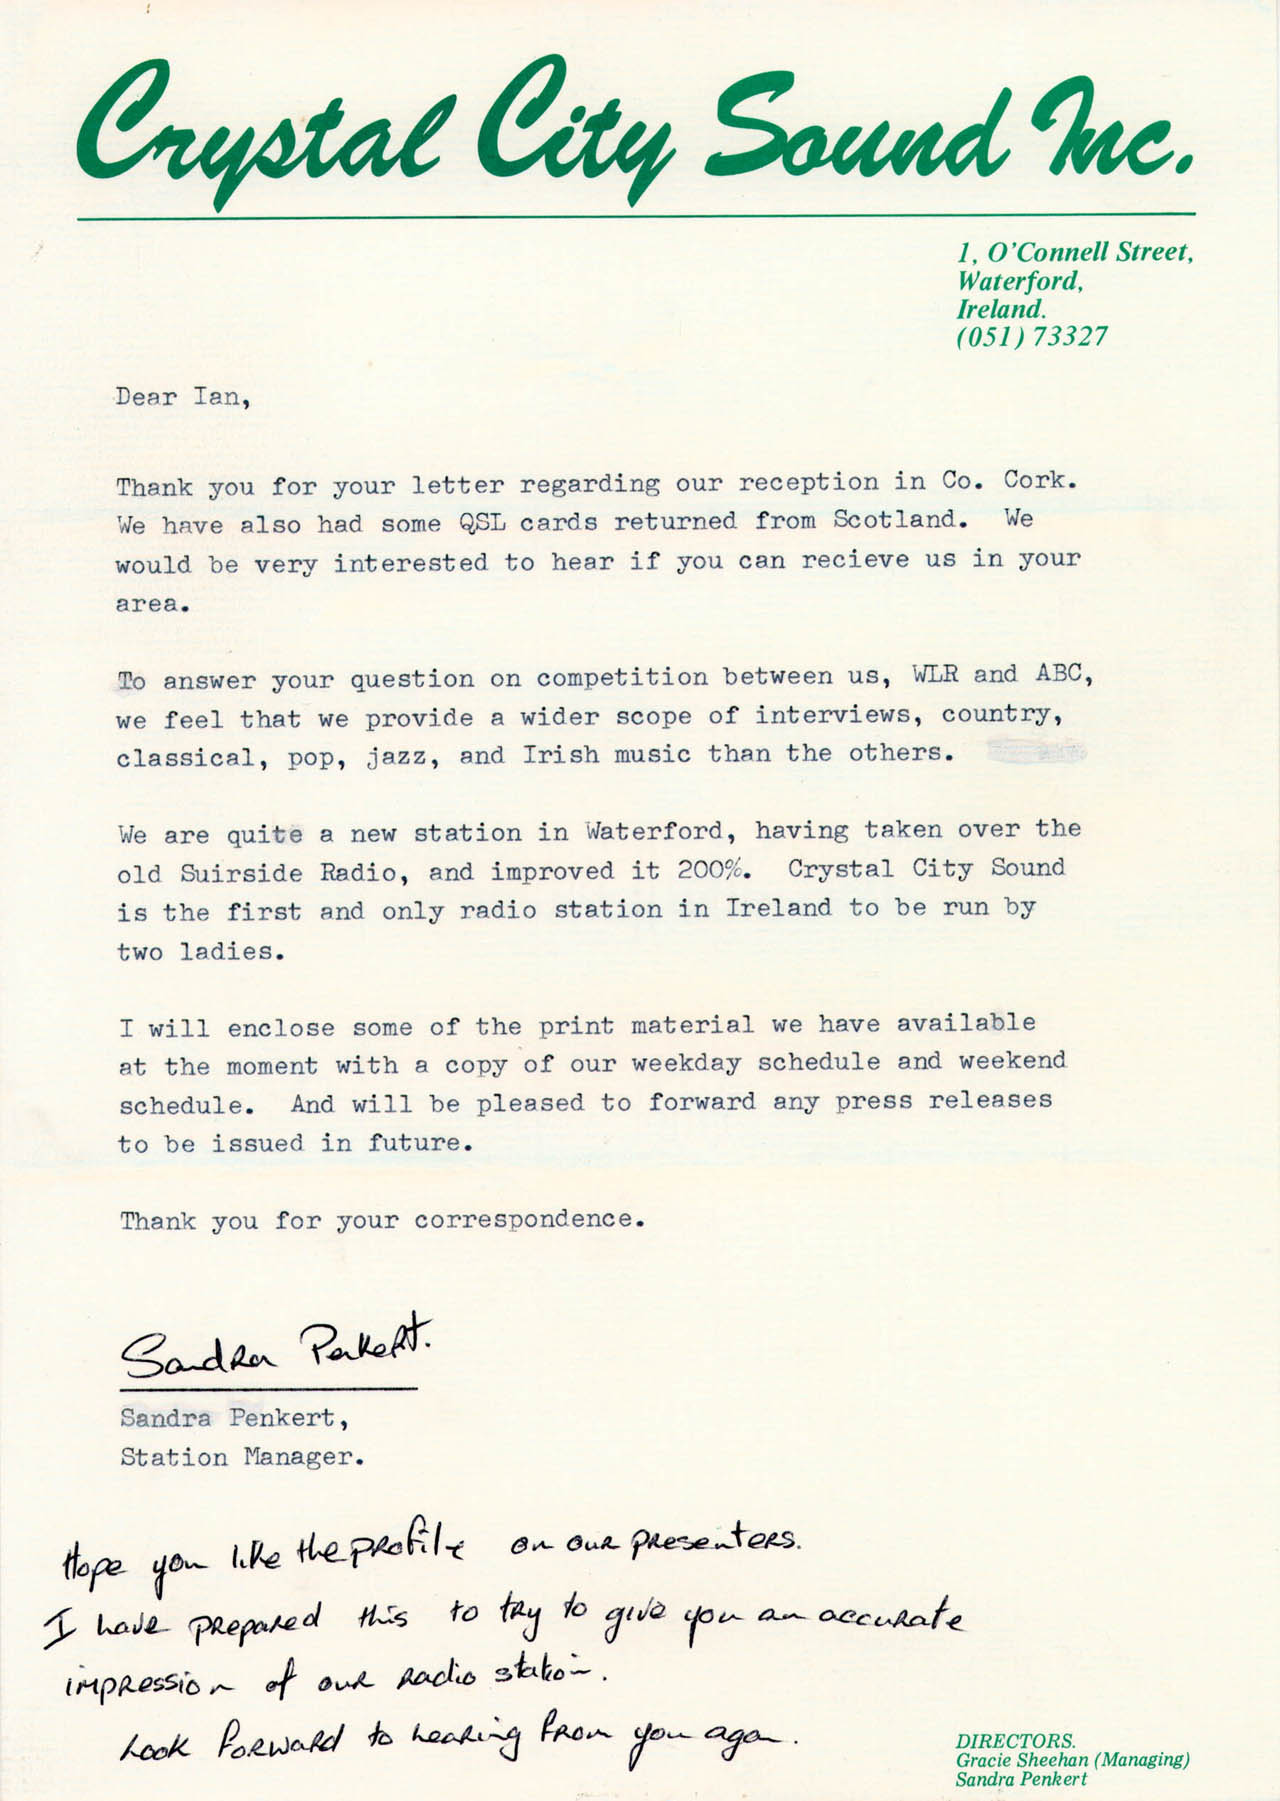 Crystal City Sound Inc.
1, O'Connell Street,
Waterford,
Ireland.
(051) 73327
Dear Ian,
Thank you for your letter regarding our reception in Co. Cork.
We have also had some QSL cards returned from Scotland. We
would be very interested to hear if you can recieve us in your
area.
To answer your question on competition between us, WLR and ABC,
we feel that we provide a wider scope of interviews, country,
classical, pop, jazz, and Irish music than the others.
We are quite a new station in Waterford, having taken over the
old Suirside Radio, and improved it 200%. Crystal City Sound
is the first and only radio station in Ireland to be run by
two ladies.
I will enclose some of the print material we have available
at the moment with a copy of our weekday schedule and weekend
schedule. And will be pleased to forward any press releases
to be issued in future.
Thank you for your correspondence.
Sandra Penkert.
Sandra Penkert,
Station Manager.
Hope you like the profile on our presenters.
I have prepared this to try to give you an accurate
impression of our radio station.
Look forward to hearing from you again.
DIRECTORS.
Gracie Sheehan (Managing)
Sandra Penkert